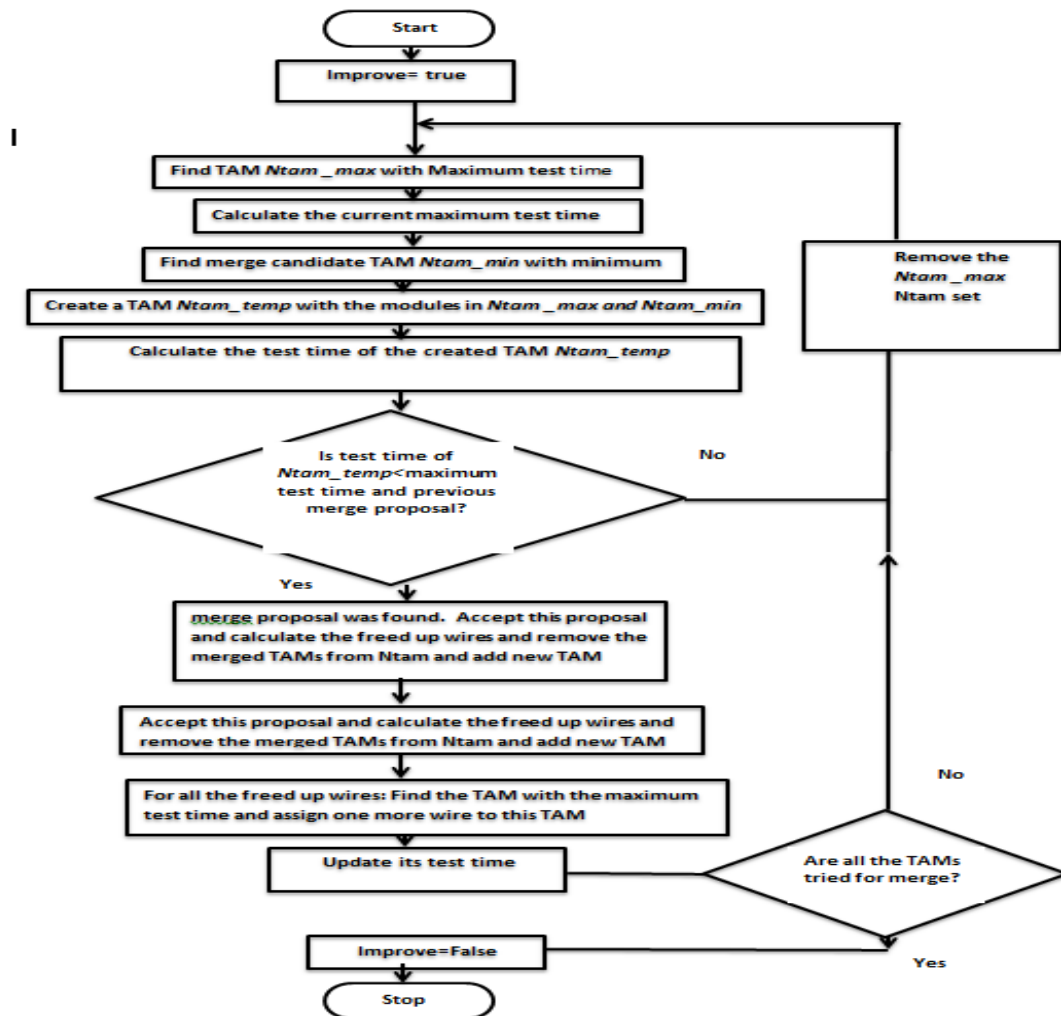 Start
Improve= true
I
Find TAM Ntam _max with Maximum test time
Calculate the current maximum test time
Find merge candidate TAM Ntam_min with minimum
Create a TAM Ntam_temp with the modules in Ntam _max and Ntam_min
Calculate the test time of the created TAM Ntam_temp
Remove the
Ntam _max
Ntam set
Is test time of
Ntam_temp<maximum
test time and previous
merge proposal?
No
Yes
merge proposal was found. Accept this proposal
and calculate the freed up wires and remove the
merged TAMs from Ntam and add new TAM
Accept this proposal and calculate the freed up wires and
remove the merged TAMs from Ntam and add new TAM
For all the freed up wires: Find the TAM with the maximum
test time and assign one more wire to this TAM
Update its test time
No
Are all the TAMs
tried for merge?
Yes
Improve=False
Stop